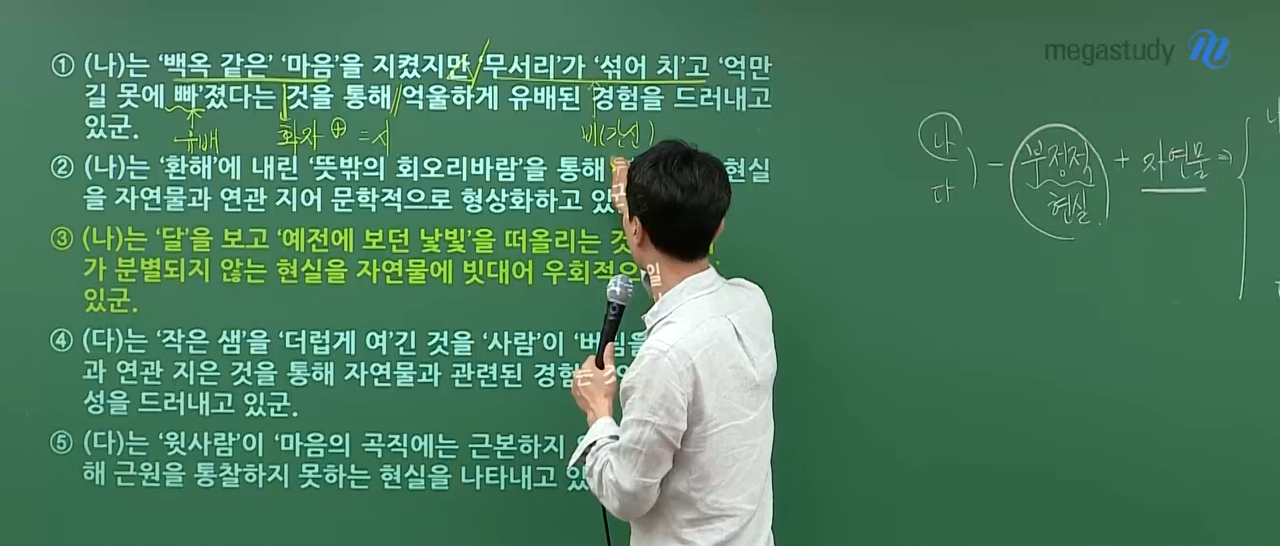 megastudy
① (나)는 ‘백옥 같은’ ‘마음’을 지켰지만 ‘무서리’가 ‘섞어 치’고 ‘억만
길 못에 빠’졌다는 것을 통해 억울하게 유배된 경험을 드러내고
있군.
유배 화자 ⊕ =시
② (나)는 ‘환해’에 내린 ‘뜻밖의 회오리바람’을 통해 현실
을 자연물과 연관 지어 문학적으로 형상화하고 있
③ (나)는 ‘달’을 보고 ‘예전에 보던 낯빛’을 떠올리는
가 분별되지 않는 현실을 자연물에 빗대어 우회적으
있군.
④ (다)는 ‘작은 샘’을 ‘더럽게 여’긴 것을 ‘사람’이
과 연관 지은 것을 통해 자연물과 관련된 경험
성을 드러내고 있군.
⑤ (다)는 ‘윗사람’이 ‘마음의 곡직에는 근본하지
해 근원을 통찰하지 못하는 현실을 나타내고
나
다 ) - 부정적 현실 + 자연물 ⇒